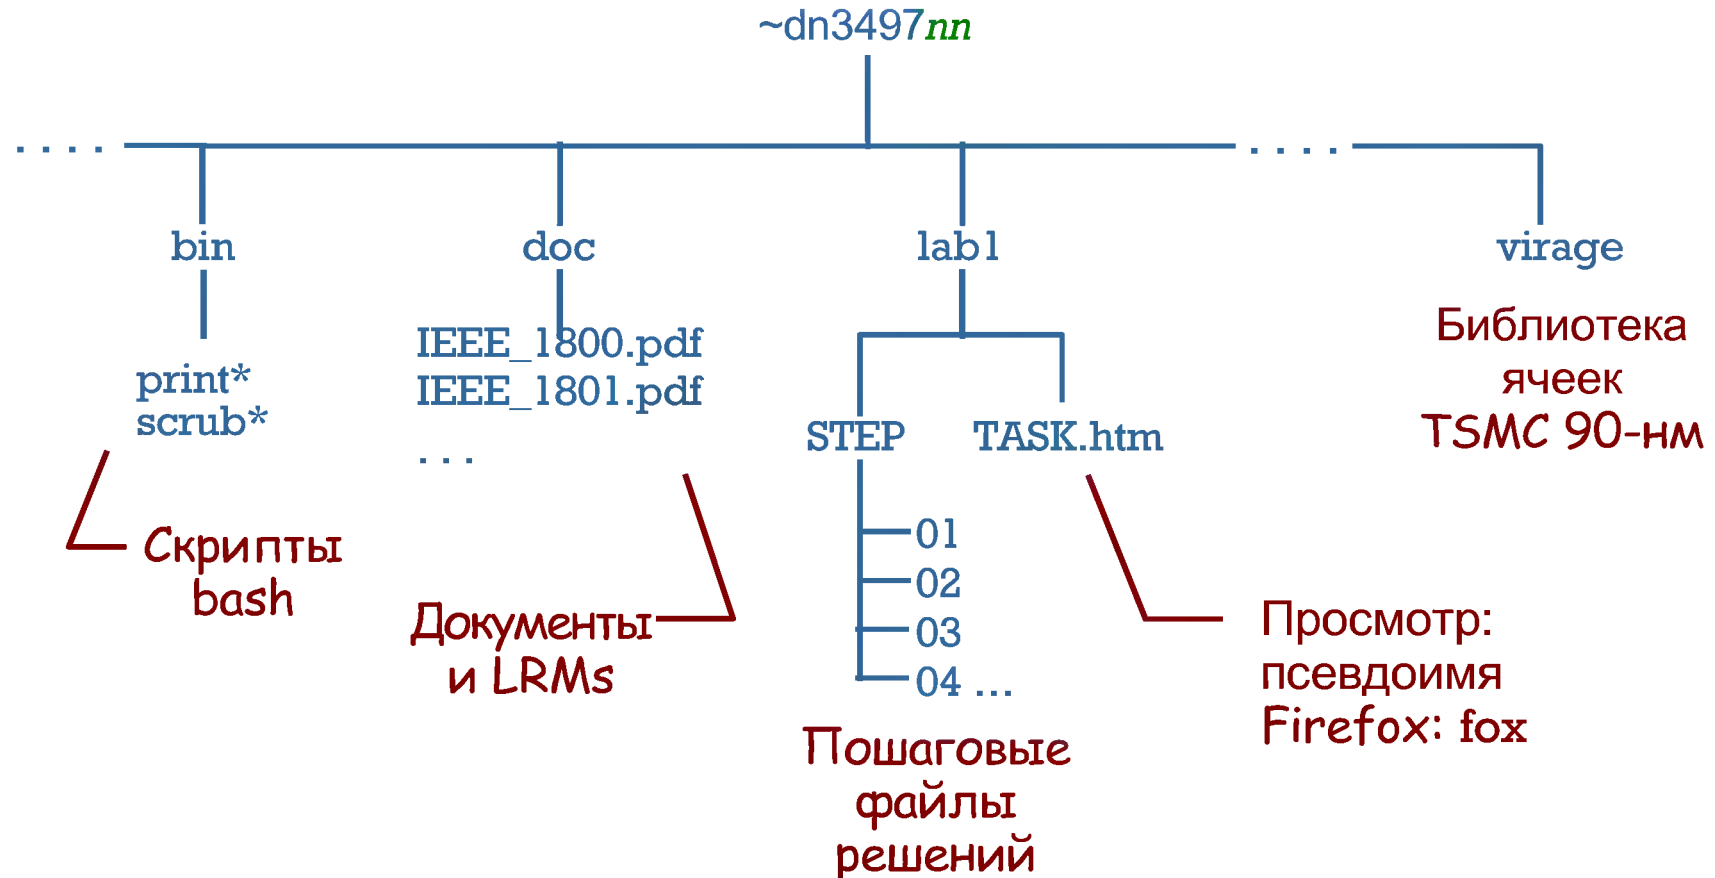 ~dn3497nn
. . . .
. . . .
bin
doc
lab1
virage
print*
scrub*
IEEE_1800.pdf
IEEE_1801.pdf
. . .
STEP
TASK.htm
Библиотека
ячеек
TSMC 90-нм
01
02
03
04 ...
Скрипты
bash
Документы
и LRMs
Просмотр:
псевдоимя
Firefox: fox
Пошаговые
файлы
решений